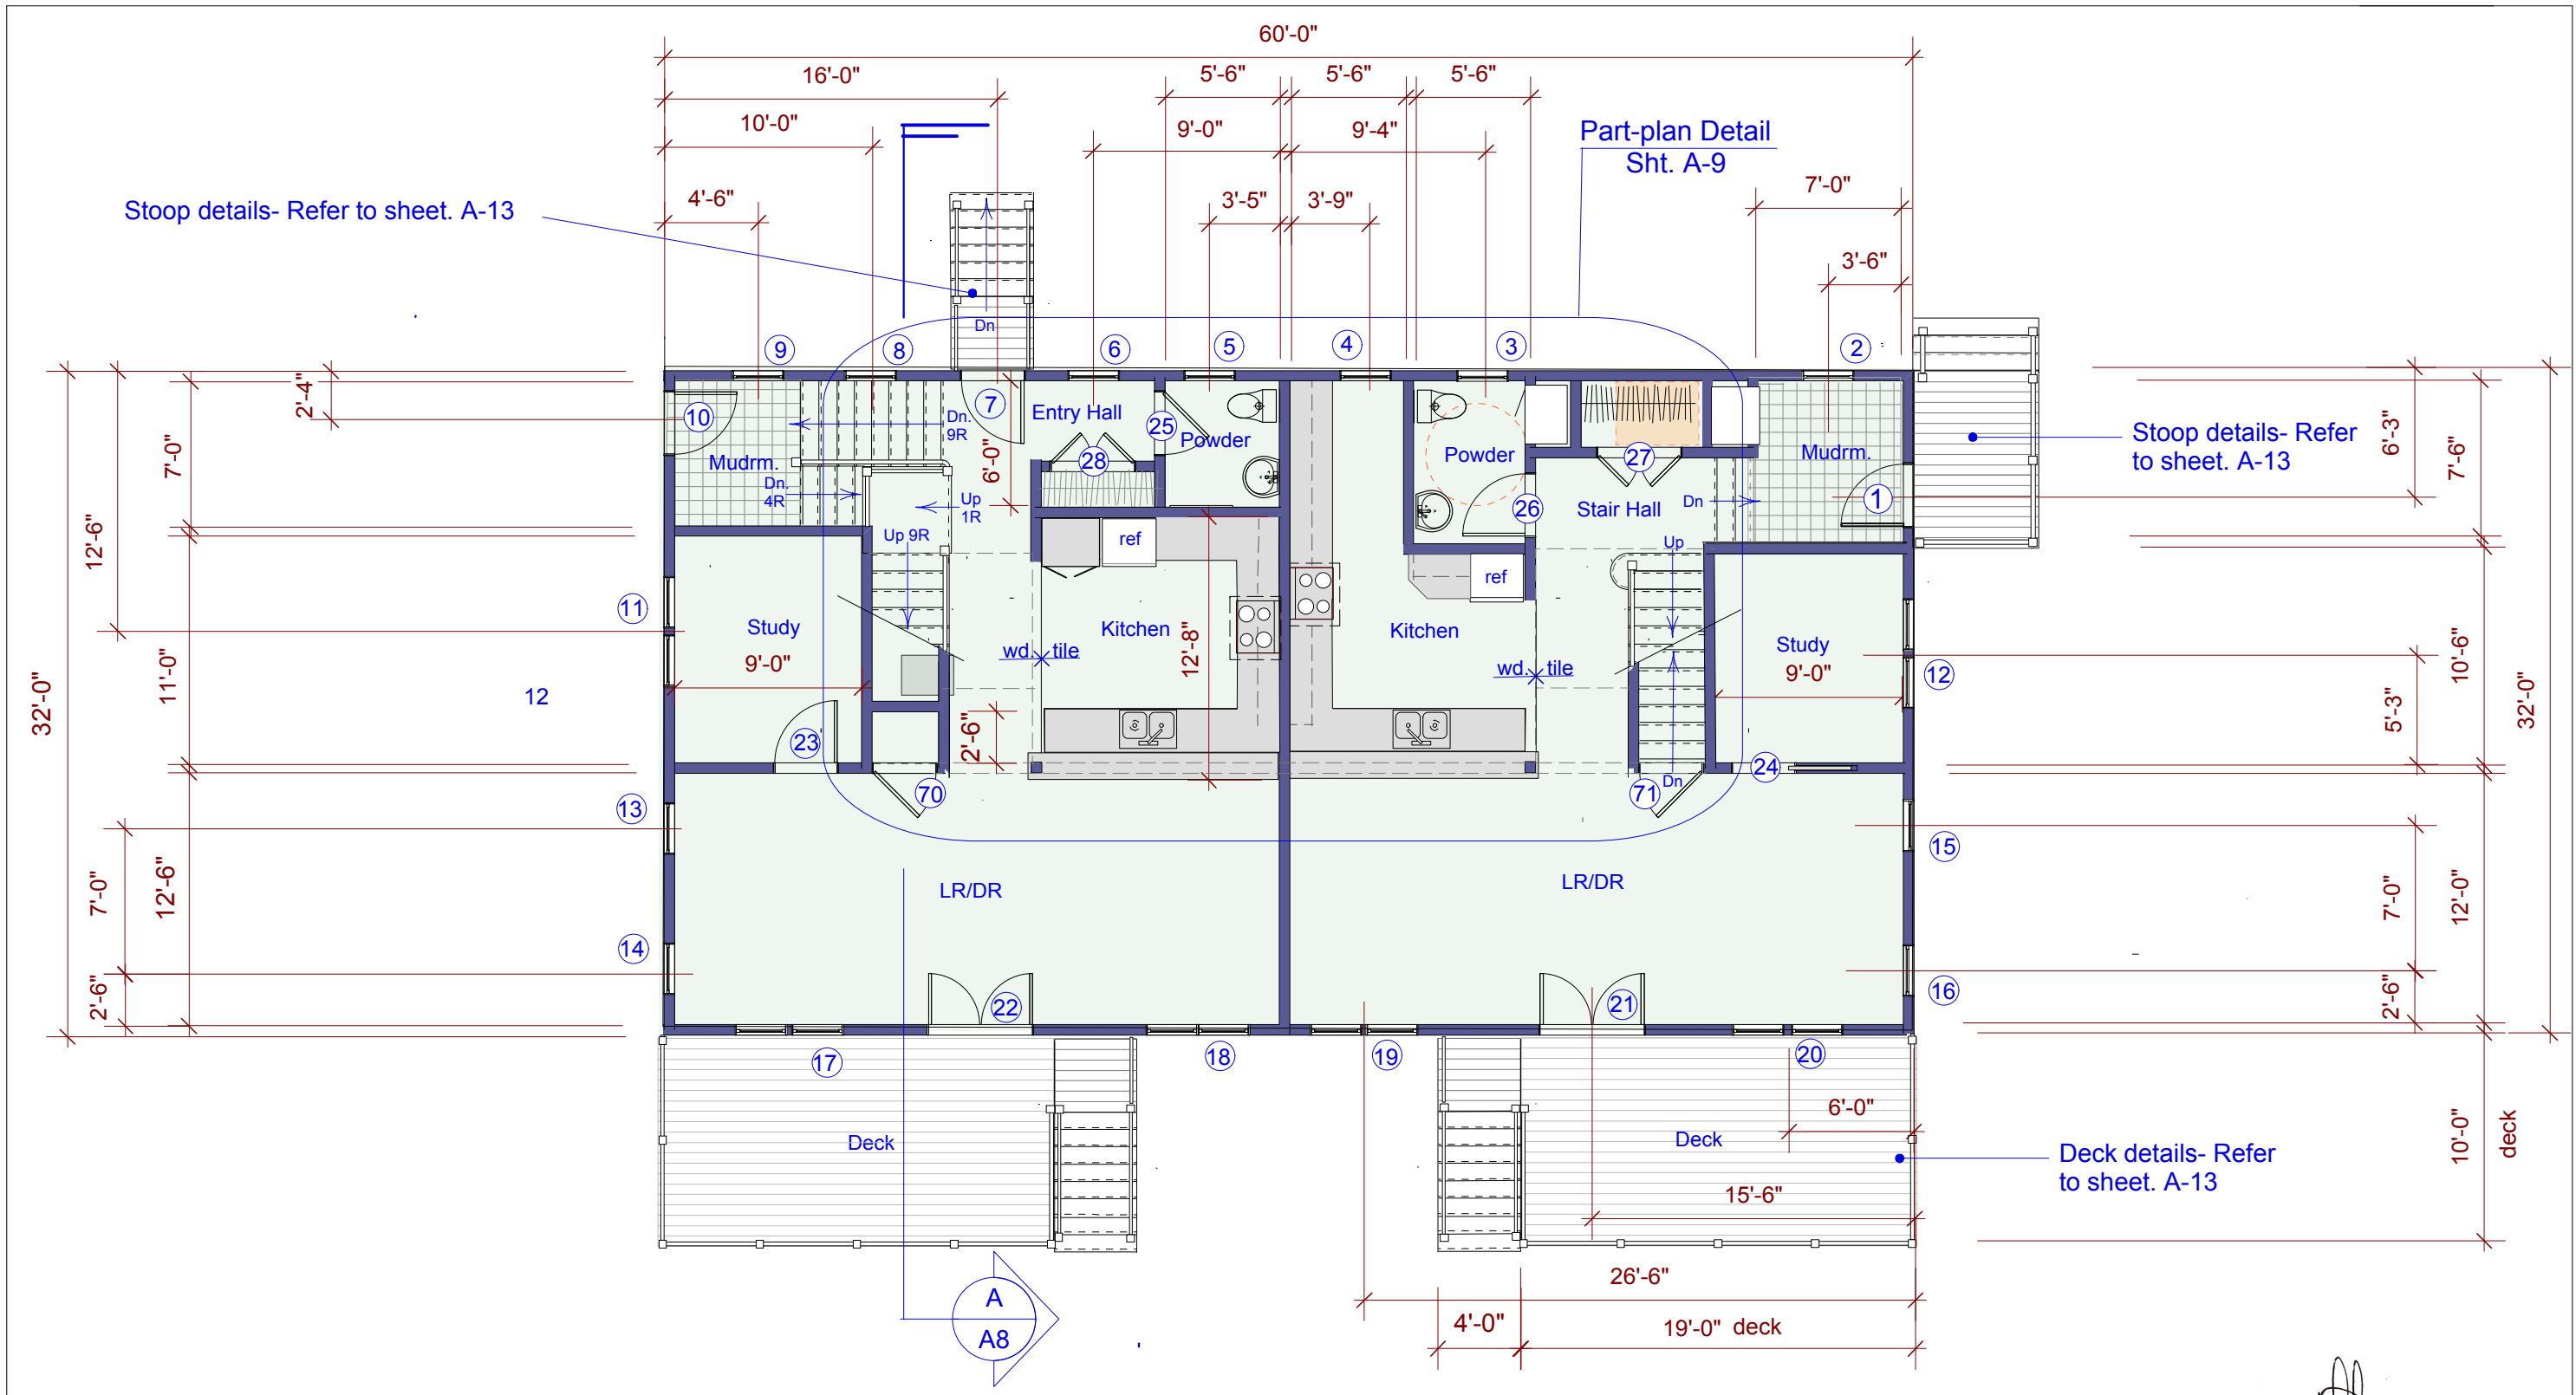 60'-0"
16'-0"
5'-6"
5'-6"
5'-6"
10'-0"
9'-0"
9'-4"
Part-plan Detail
Sht. A-9
4'-6"
3'-5"
3'-9"
7'-0"
Stoop details- Refer to sheet. A-13
3'-6"
Dn
9
8
6
5
4
3
2
2'-4"
10
7
Entry Hall
25
Powder
Dn.
9R
28
Mudrm.
6'-0"
Dn.
4R
Up
1R
Powder
27
26
Stair Hall
Dn
Mudrm.
1
Stoop details- Refer
to sheet. A-13
6'-3"
7'-6"
7'-0"
12'-6"
Up 9R
ref
ref
Up
11
Study
9'-0"
wd.
tile
Kitchen
12'-8"
Kitchen
wd.
tile
Study
9'-0"
12
10'-6"
5'-3"
32'-0"
32'-0"
11'-0"
12
23
2'-6"
70
71
Dn
24
13
LR/DR
LR/DR
15
7'-0"
12'-6"
7'-0"
12'-0"
14
2'-6"
22
21
16
2'-6"
17
18
19
20
Deck
Deck
6'-0"
15'-6"
Deck details- Refer
to sheet. A-13
10'-0"
deck
26'-6"
A
A8
4'-0"
19'-0" deck